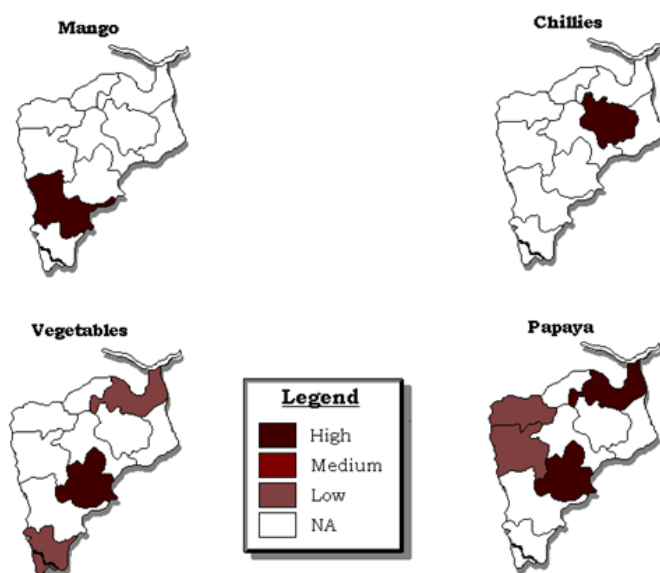 Mango
Chillies
Vegetables
Papaya
Legend
High
Medium
Low
NA